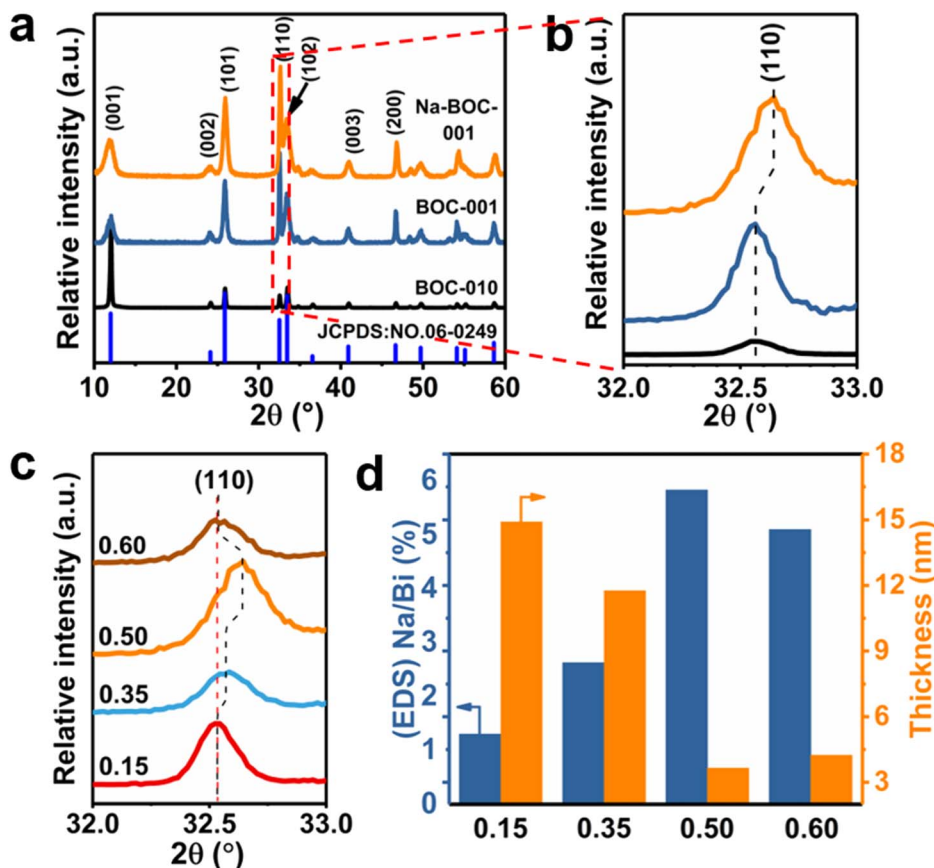 a
Relative intensity (a.u.)
(001)
(002)
(101)
(110)
(102)
(003)
(200)
Na-BOC-
001
BOC-001
BOC-010
JCPDS:NO.06-0249
10 20 30 40 50 60
2θ (°)
b
Relative intensity (a.u.)
(110)
32.0 32.5 33.0
2θ (°)
c
Relative intensity (a.u.)
(110)
0.60
0.50
0.35
0.15
32.0 32.5 33.0
2θ (°)
d
(EDS) Na/Bi (%)
6
5
4
3
2
1
0
18
15
12
9
6
3
Thickness (nm)
0.15 0.35 0.50 0.60